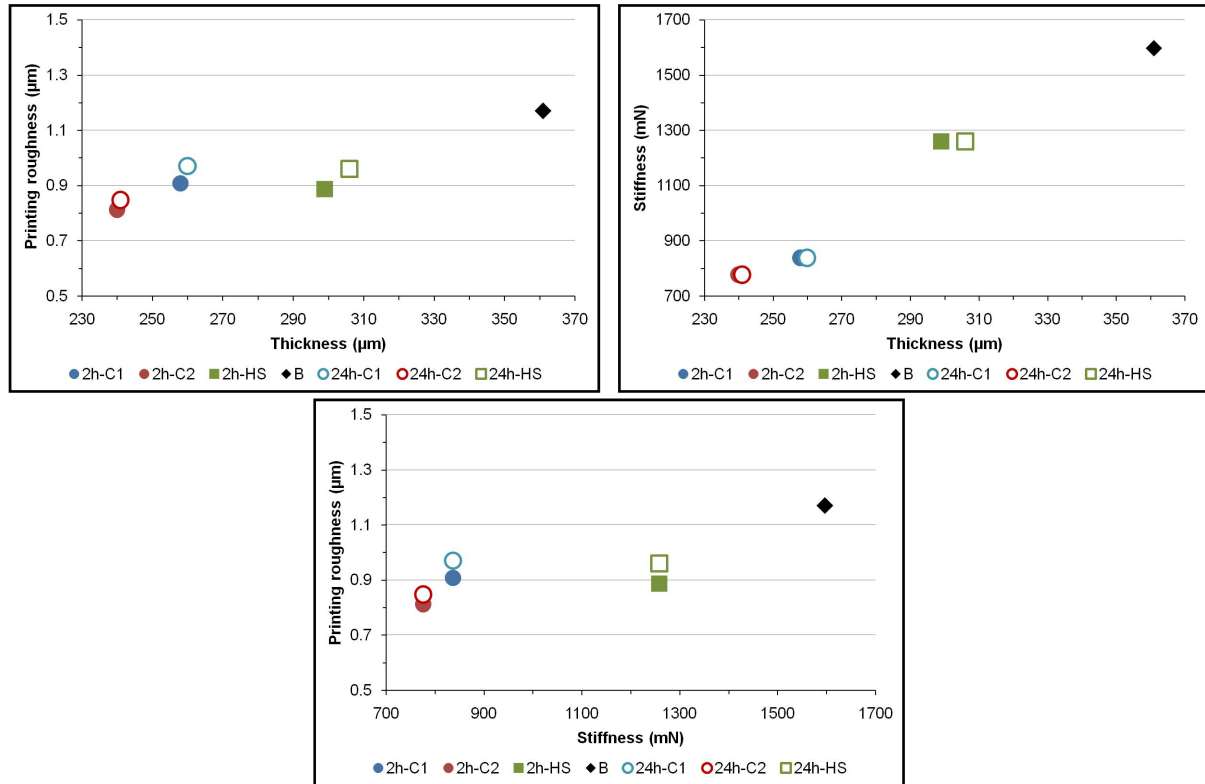 Printing roughness (µm)
1.5
1.3
1.1
0.9
0.7
0.5
230 250 270 290 310 330 350 370
Thickness (µm)
2h-C1 2h-C2 2h-HS B 24h-C1 24h-C2 24h-HS
Stiffness (mN)
1700
1500
1300
1100
900
700
230 250 270 290 310 330 350 370
Thickness (µm)
2h-C1 2h-C2 2h-HS B 24h-C1 24h-C2 24h-HS
Printing roughness (µm)
1.5
1.3
1.1
0.9
0.7
0.5
700 900 1100 1300 1500 1700
Stiffness (mN)
2h-C1 2h-C2 2h-HS B 24h-C1 24h-C2 24h-HS